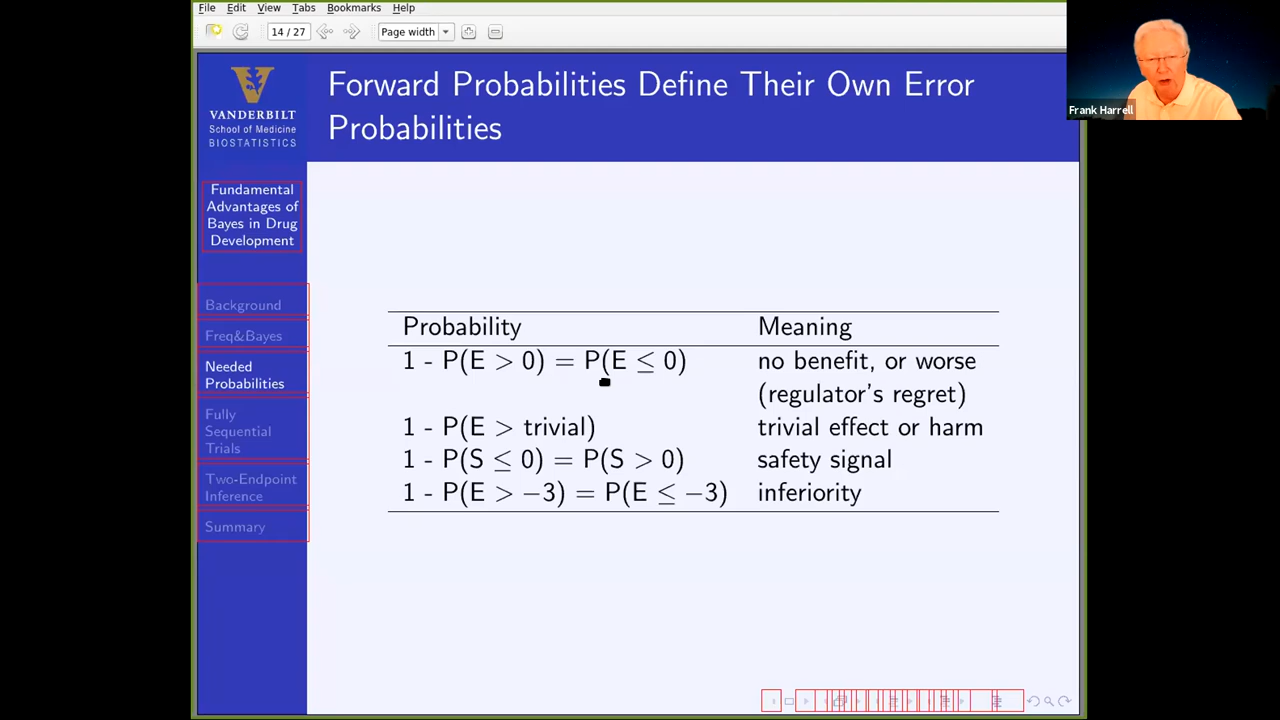 File Edit View Tabs Bookmarks Help
14 / 27 Page width
VANDERBILT
School of Medicine
BIOSTATISTICS
Forward Probabilities Define Their Own Error
Probabilities
Frank Harrell
Fundamental
Advantages of
Bayes in Drug
Development
Background
Freq&Bayes
Needed
Probabilities
Fully
Sequential
Trials
Two-Endpoint
Inference
Summary
Probability Meaning
1 - P(E > 0) = P(E ≤ 0) no benefit, or worse
(regulator's regret)
1 - P(E > trivial) trivial effect or harm
1 - P(S ≤ 0) = P(S > 0) safety signal
1 - P(E > −3) = P(E ≤ −3) inferiority